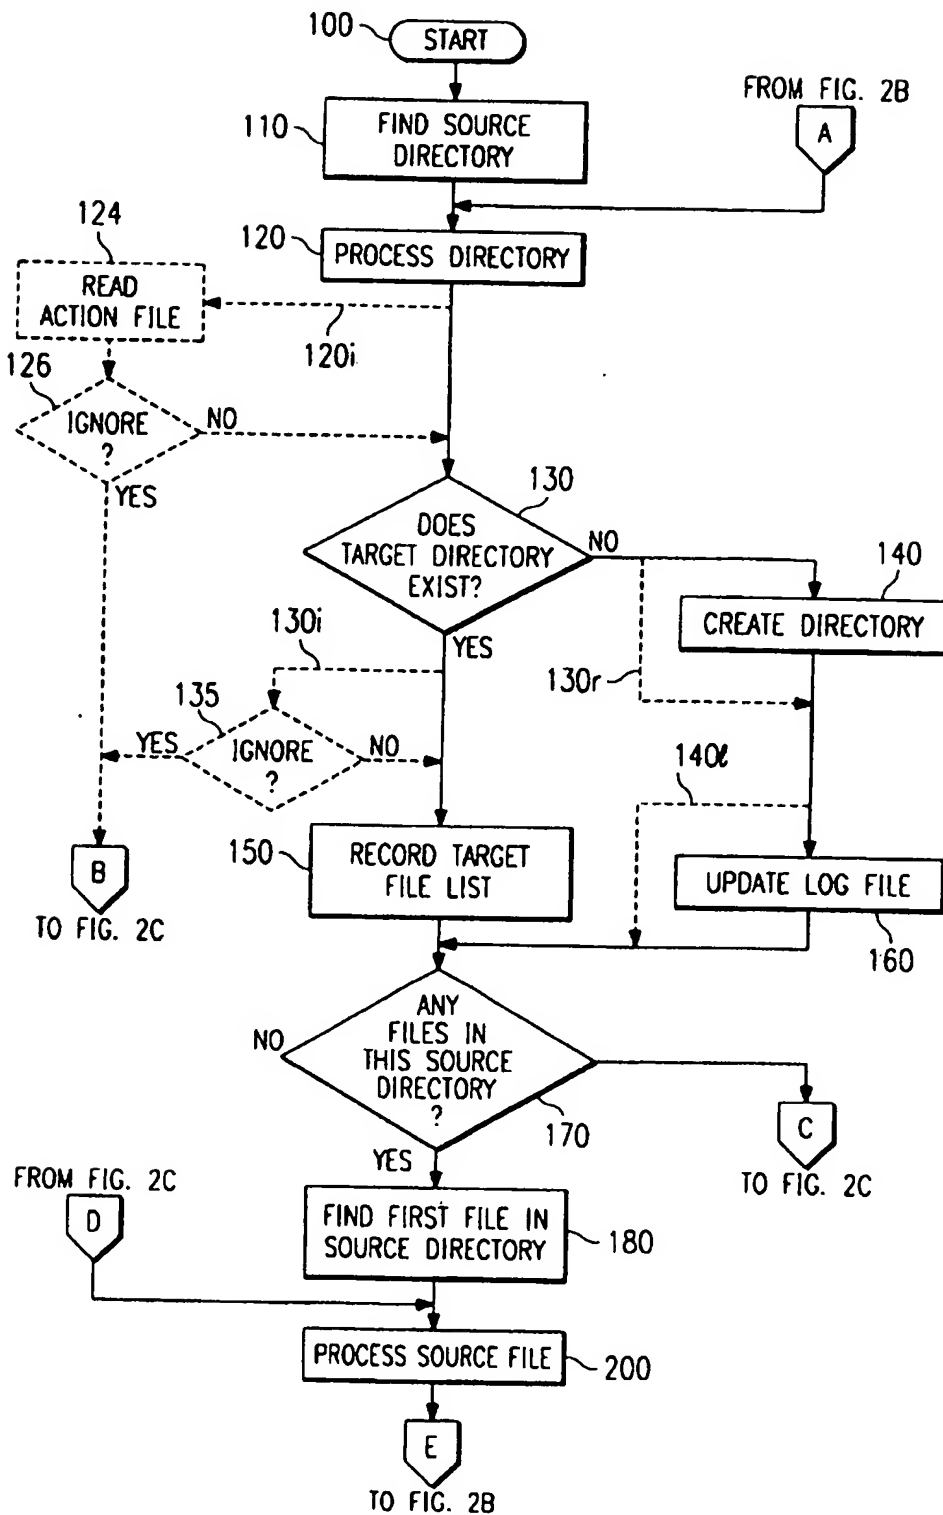 100
START
FROM FIG. 2B
A
110
FIND SOURCE
DIRECTORY
124
120
PROCESS DIRECTORY
READ
ACTION FILE
120i
126
IGNORE
?
NO
YES
130
DOES
TARGET DIRECTORY
EXIST?
NO
140
CREATE DIRECTORY
YES
130i
130r
135
YES
IGNORE
?
NO
140ℓ
150
RECORD TARGET
FILE LIST
B
TO FIG. 2C
UPDATE LOG FILE
160
ANY
FILES IN
THIS SOURCE
DIRECTORY
?
NO
170
C
TO FIG. 2C
YES
FROM FIG. 2C
D
FIND FIRST FILE IN
SOURCE DIRECTORY
180
PROCESS SOURCE FILE
200
E
TO FIG. 2B